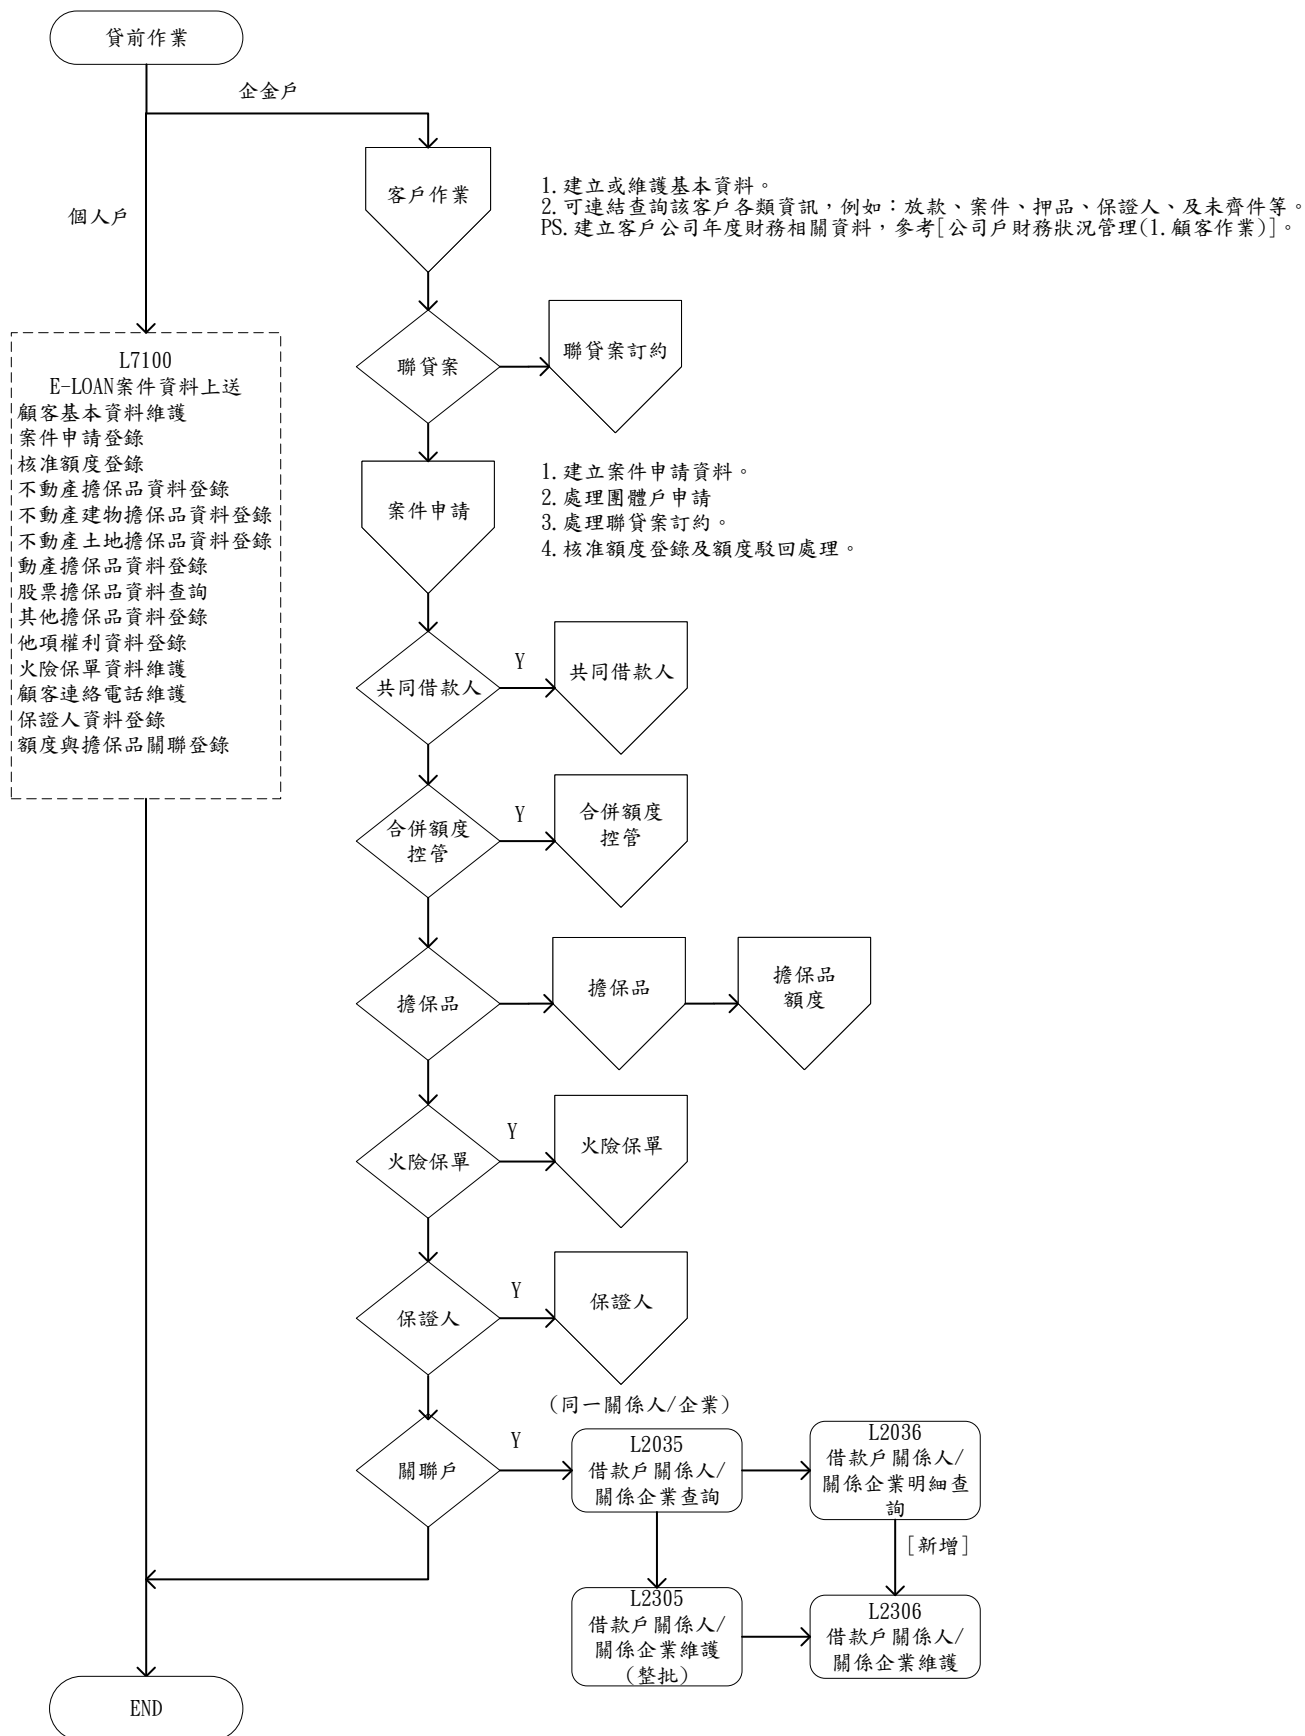 貸前作業
企金戶
客戶作業
1.建立或維護基本資料。
2.可連結查詢該客戶各類資訊，例如：放款、案件、押品、保證人、及未齊件等。
PS.建立客戶公司年度財務相關資料，參考[公司戶財務狀況管理(1.顧客作業)]。
個人戶
L7100
E-LOAN案件資料上送
顧客基本資料維護
案件申請登錄
核准額度登錄
不動產擔保品資料登錄
不動產建物擔保品資料登錄
不動產土地擔保品資料登錄
動產擔保品資料登錄
股票擔保品資料查詢
其他擔保品資料登錄
他項權利資料登錄
火險保單資料維護
顧客連絡電話維護
保證人資料登錄
額度與擔保品關聯登錄
聯貸案
聯貸案訂約
案件申請
1.建立案件申請資料。
2.處理團體戶申請
3.處理聯貸案訂約。
4.核准額度登錄及額度駁回處理。
共同借款人
Y
共同借款人
合併額度
控管
Y
合併額度
控管
擔保品
擔保品
擔保品
額度
火險保單
Y
火險保單
保證人
Y
保證人
(同一關係人/企業)
關聯戶
Y
L2035
借款戶關係人/
關係企業查詢
L2036
借款戶關係人/
關係企業明細查
詢
[新增]
L2305
借款戶關係人/
關係企業維護
(整批)
L2306
借款戶關係人/
關係企業維護
END